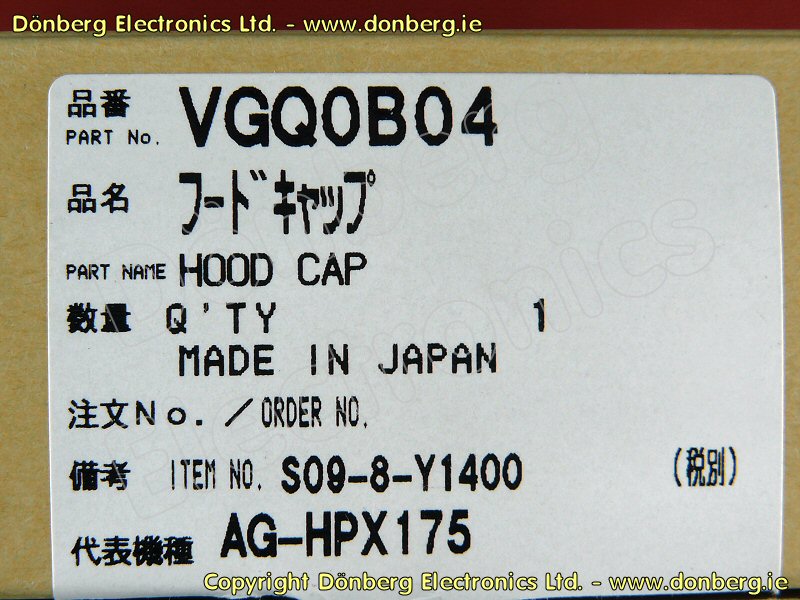 Dönberg Electronics Ltd. - www.donberg.ie
品番 VGQ0B04
PART No.
品名 フードキャップ
PART NAME HOOD CAP
数量 Q'TY 1
MADE IN JAPAN
注文No./ORDER NO.
備考 ITEM NO. S09-8-Y1400 (税別)
代表機種 AG-HPX175
Dönberg Electronics
Copyright Dönberg Electronics Ltd. - www.donberg.ie